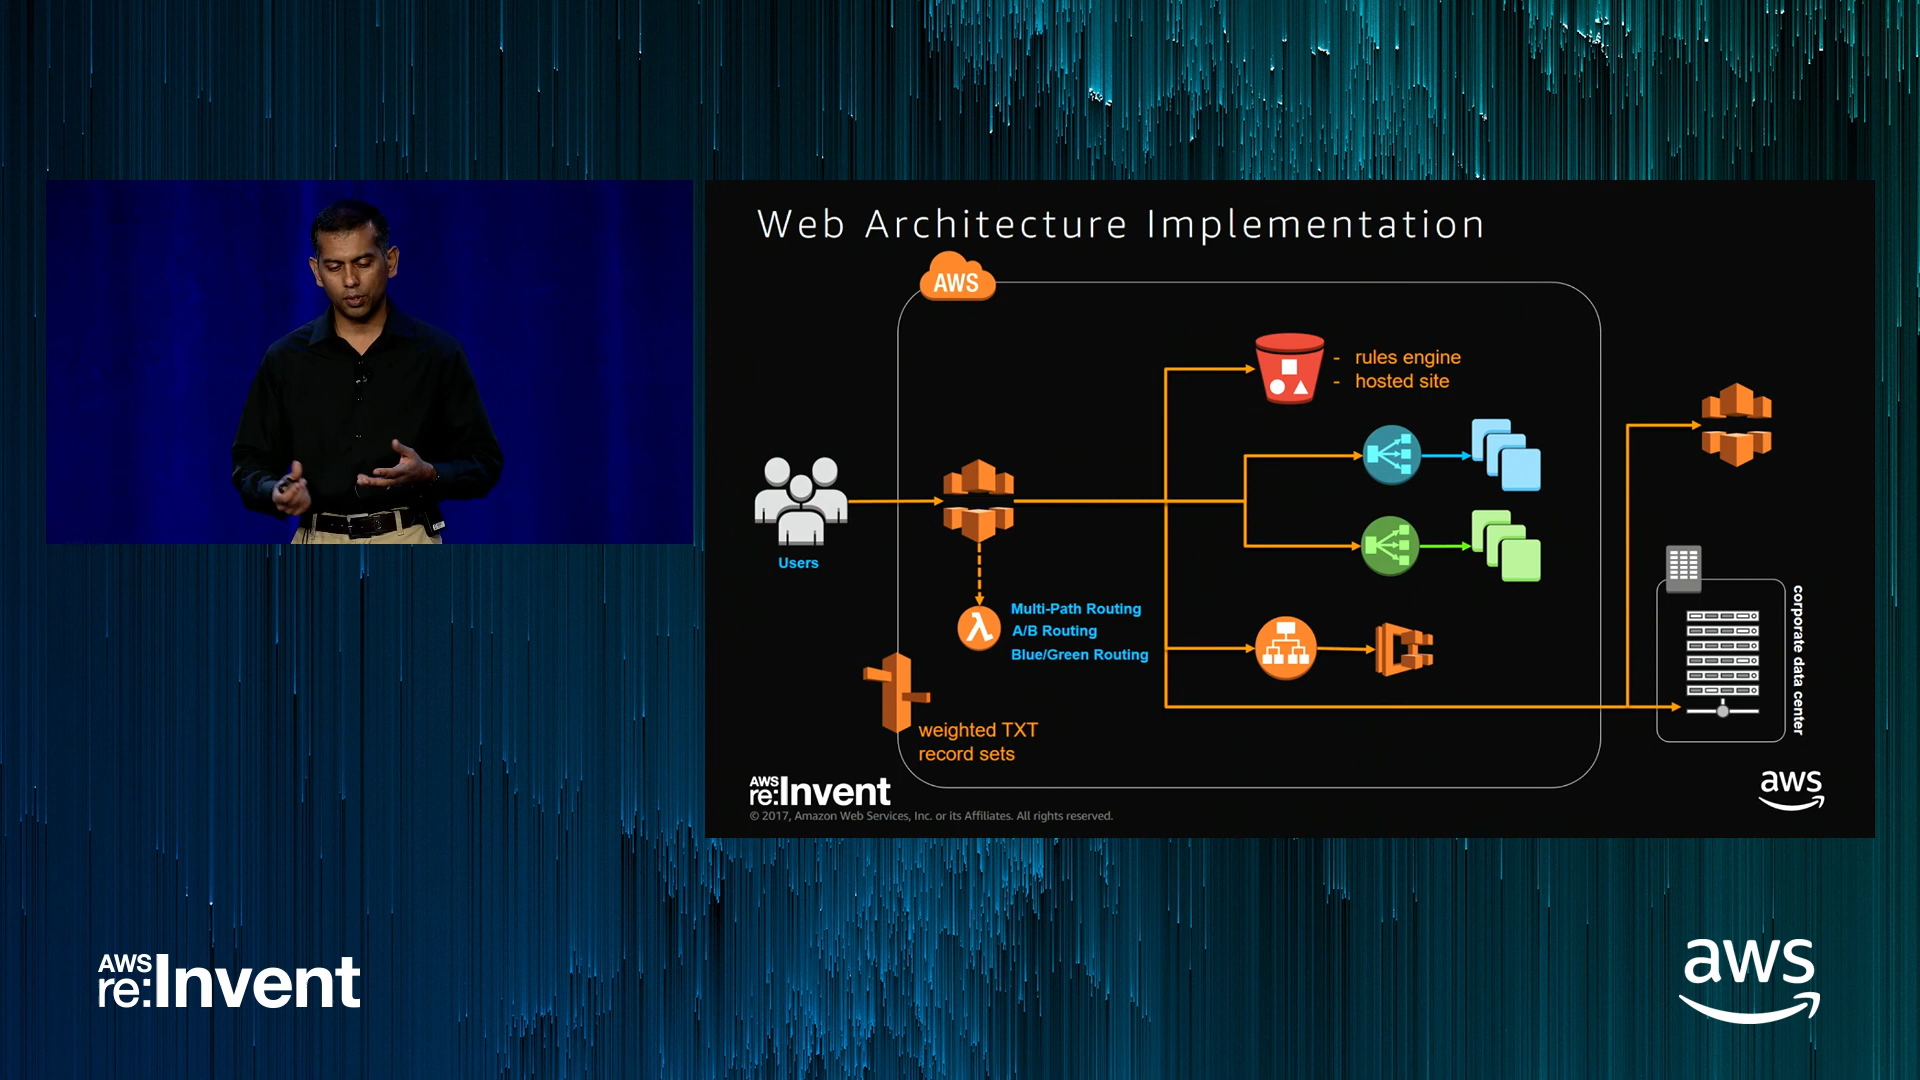 Web Architecture Implementation
AWS
- rules engine
- hosted site
Users
λ
Multi-Path Routing
A/B Routing
Blue/Green Routing
weighted TXT
record sets
corporate data center
AWS
re:Invent
© 2017, Amazon Web Services, Inc. or its Affiliates. All rights reserved.
aws
AWS
re:Invent
aws